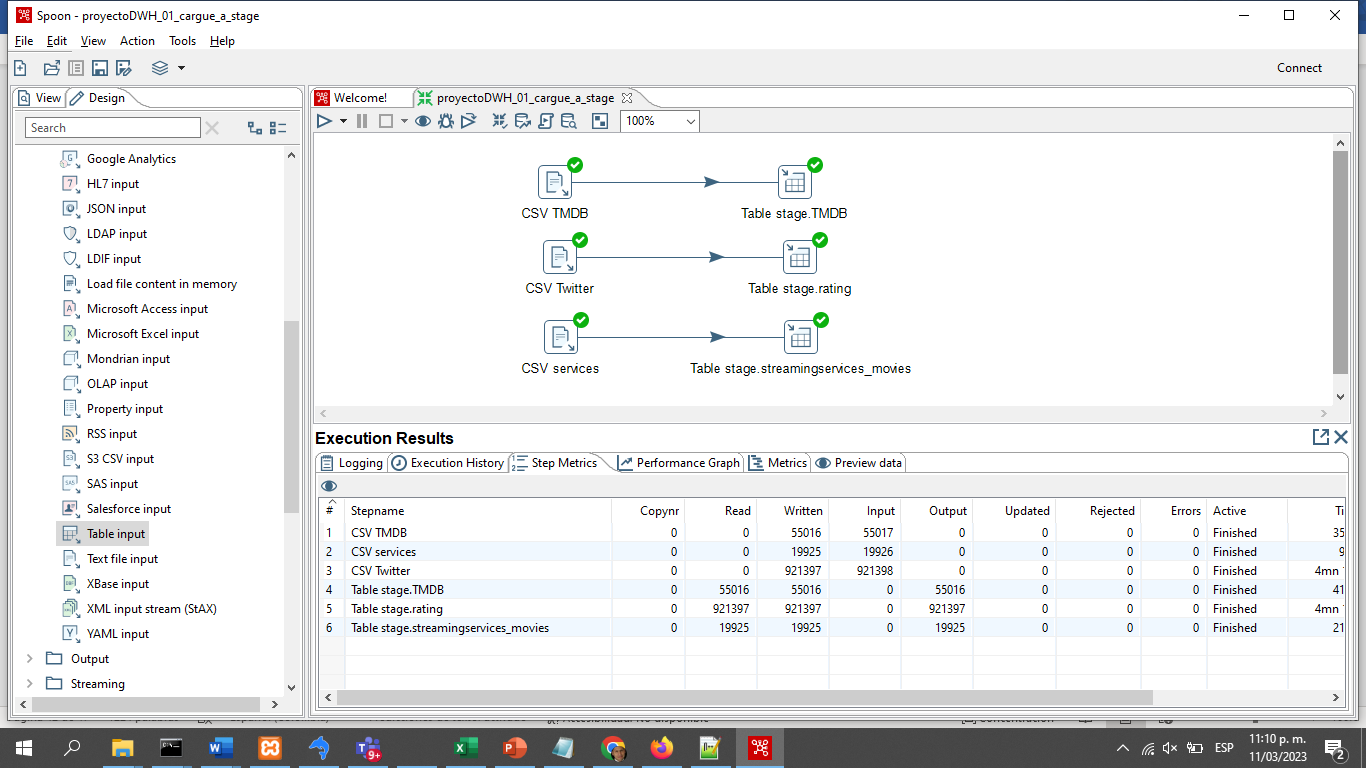 Spoon - proyectoDWH_01_cargue_a_stage
File Edit View Action Tools Help
Connect
View Design
Search
Google Analytics
HL7 input
JSON input
LDAP input
LDIF input
Load file content in memory
Microsoft Access input
Microsoft Excel input
Mondrian input
OLAP input
Property input
RSS input
S3 CSV input
SAS input
Salesforce input
Table input
Text file input
XBase input
XML input stream (StAX)
YAML input
Output
Streaming
Welcome! proyectoDWH_01_cargue_a_stage
100%
CSV TMDB Table stage.TMDB
CSV Twitter Table stage.rating
CSV services Table stage.streamingservices_movies
Execution Results
Logging Execution History Step Metrics Performance Graph Metrics Preview data
# Stepname Copynr Read Written Input Output Updated Rejected Errors Active
1 CSV TMDB 0 0 55016 55017 0 0 0 0 Finished 35
2 CSV services 0 0 19925 19926 0 0 0 0 Finished 9
3 CSV Twitter 0 0 921397 921398 0 0 0 0 Finished 4mn
4 Table stage.TMDB 0 55016 55016 0 55016 0 0 0 Finished 41
5 Table stage.rating 0 921397 921397 0 921397 0 0 0 Finished 4mn
6 Table stage.streamingservices_movies 0 19925 19925 0 19925 0 0 0 Finished 21
9+
ESP
11:10 p. m.
11/03/2023
2